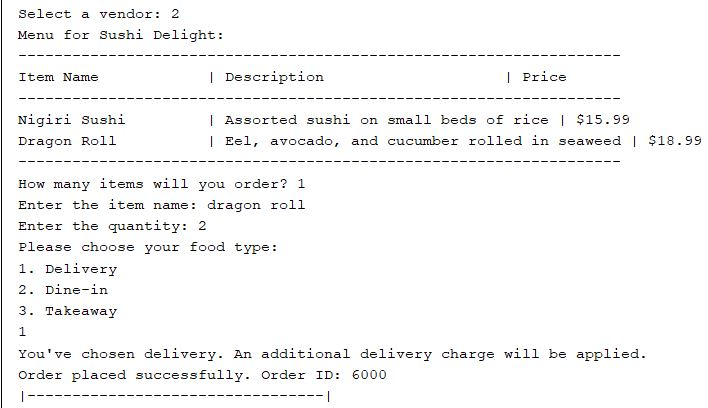 Select a vendor: 2
Menu for Sushi Delight:
-------------------------------------------------------------------
Item Name            | Description                    | Price
-------------------------------------------------------------------
Nigiri Sushi         | Assorted sushi on small beds of rice | $15.99
Dragon Roll          | Eel, avocado, and cucumber rolled in seaweed | $18.99
-------------------------------------------------------------------
How many items will you order? 1
Enter the item name: dragon roll
Enter the quantity: 2
Please choose your food type:
1. Delivery
2. Dine-in
3. Takeaway
1
You've chosen delivery. An additional delivery charge will be applied.
Order placed successfully. Order ID: 6000
|---------------------------------|